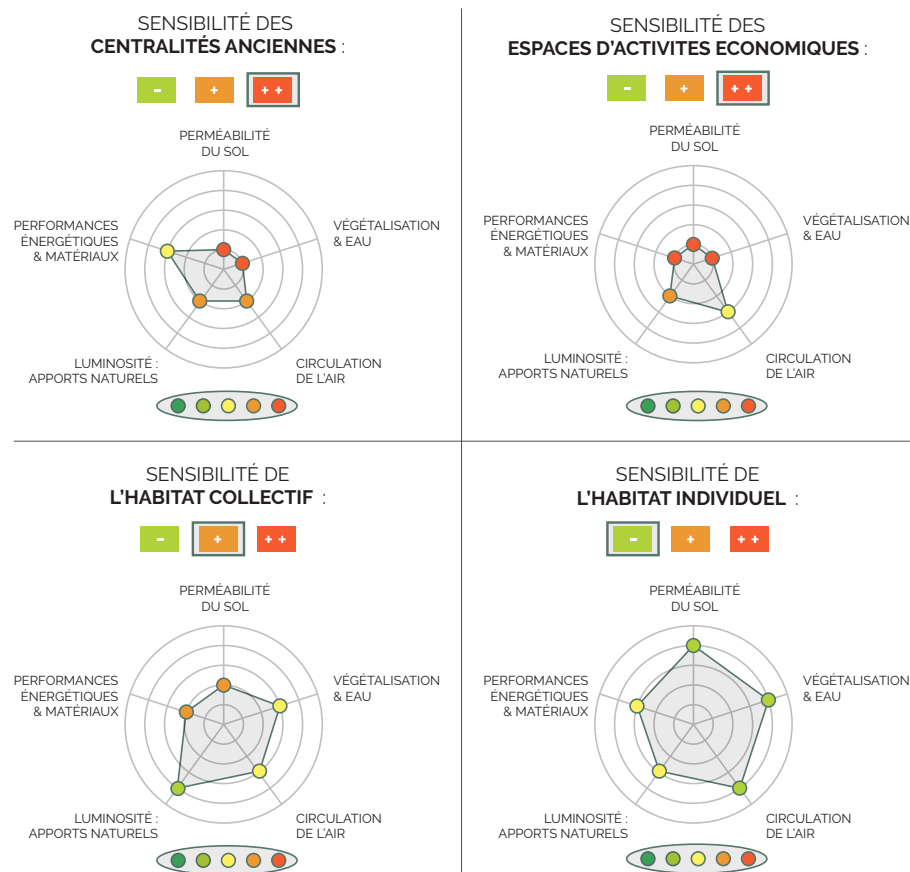 SENSIBILITÉ DES
CENTRALITÉS ANCIENNES :
- + ++
PERMÉABILITÉ
DU SOL
PERFORMANCES
ÉNERGÉTIQUES
& MATÉRIAUX
VÉGÉTALISATION
& EAU
LUMINOSITÉ :
APPORTS NATURELS
CIRCULATION
DE L'AIR
SENSIBILITÉ DES
ESPACES D'ACTIVITES ECONOMIQUES :
- + ++
PERMÉABILITÉ
DU SOL
PERFORMANCES
ÉNERGÉTIQUES
& MATÉRIAUX
VÉGÉTALISATION
& EAU
LUMINOSITÉ :
APPORTS NATURELS
CIRCULATION
DE L'AIR
SENSIBILITÉ DE
L'HABITAT COLLECTIF :
- + ++
PERMÉABILITÉ
DU SOL
PERFORMANCES
ÉNERGÉTIQUES
& MATÉRIAUX
VÉGÉTALISATION
& EAU
LUMINOSITÉ :
APPORTS NATURELS
CIRCULATION
DE L'AIR
SENSIBILITÉ DE
L'HABITAT INDIVIDUEL :
- + ++
PERMÉABILITÉ
DU SOL
PERFORMANCES
ÉNERGÉTIQUES
& MATÉRIAUX
VÉGÉTALISATION
& EAU
LUMINOSITÉ :
APPORTS NATURELS
CIRCULATION
DE L'AIR